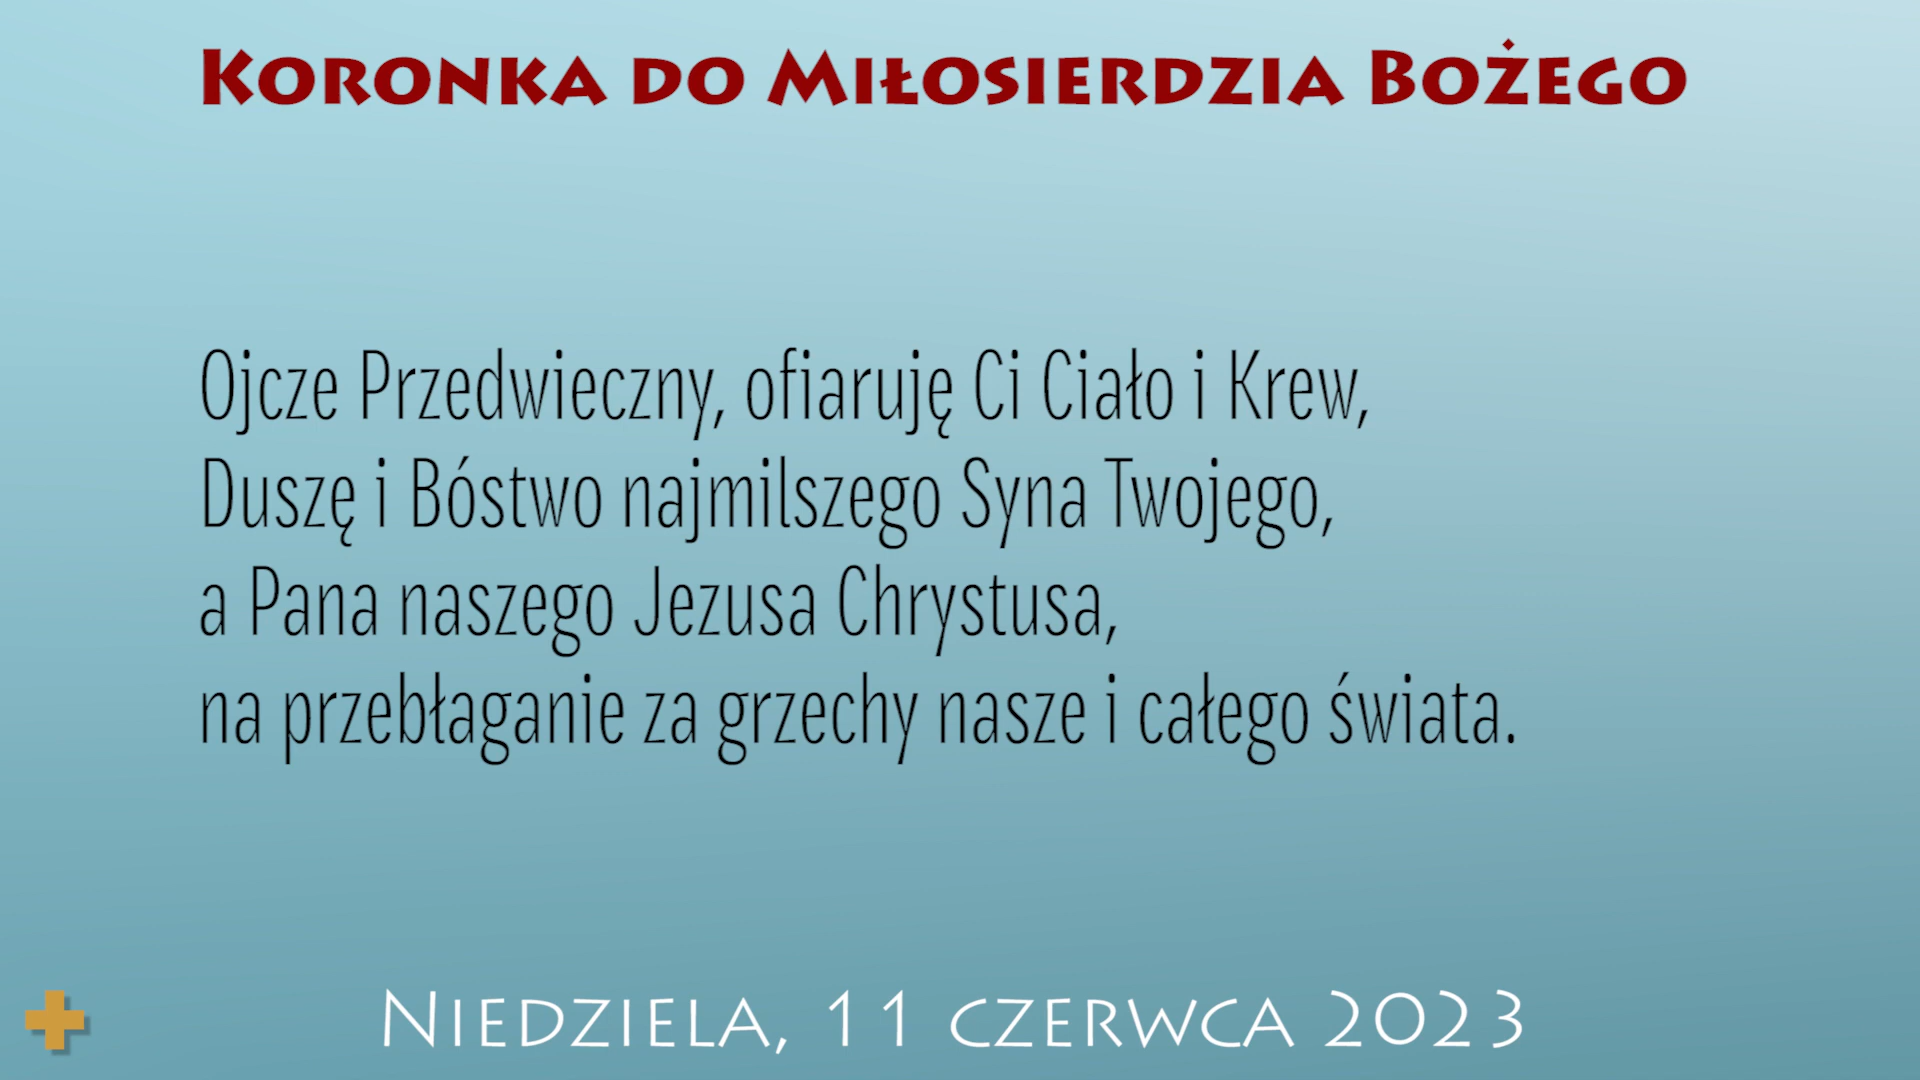 Koronka do Miłosierdzia Bożego
Ojcze Przedwieczny, ofiaruję Ci Ciało i Krew,
Duszę i Bóstwo najmilszego Syna Twojego,
a Pana naszego Jezusa Chrystusa,
na przebłaganie za grzechy nasze i całego świata.
Niedziela, 11 czerwca 2023